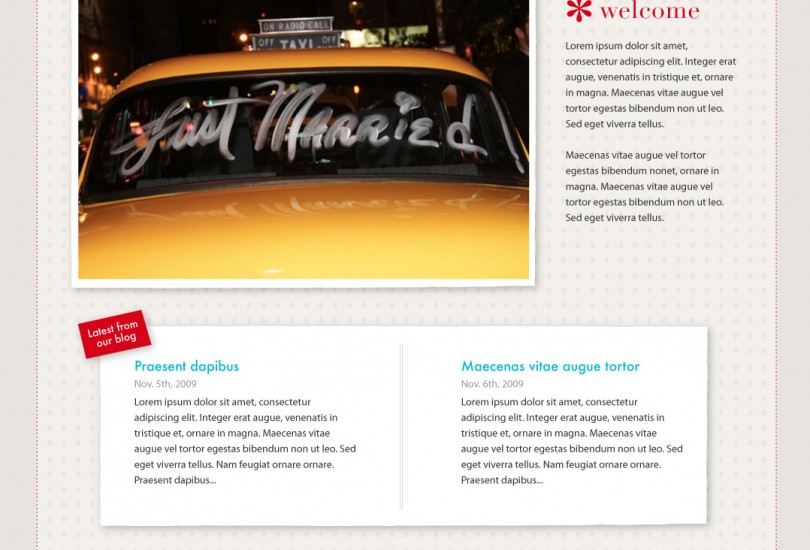 ON RADIO CALL
OFF TAXI OFF
Just Married!
* welcome
Lorem ipsum dolor sit amet,
consectetur adipiscing elit. Integer erat
augue, venenatis in tristique et, ornare
in magna. Maecenas vitae augue vel
tortor egestas bibendum non ut leo.
Sed eget viverra tellus.
Maecenas vitae augue vel tortor
egestas bibendum nonet, ornare in
magna. Maecenas vitae augue vel
tortor egestas bibendum non ut leo.
Sed eget viverra tellus.
Latest from
our blog
Praesent dapibus
Nov. 5th, 2009
Lorem ipsum dolor sit amet, consectetur
adipiscing elit. Integer erat augue, venenatis in
tristique et, ornare in magna. Maecenas vitae
augue vel tortor egestas bibendum non ut leo. Sed
eget viverra tellus. Nam feugiat ornare ornare.
Praesent dapibus...
Maecenas vitae augue tortor
Nov. 6th, 2009
Lorem ipsum dolor sit amet, consectetur
adipiscing elit. Integer erat augue, venenatis in
tristique et, ornare in magna. Maecenas vitae
augue vel tortor egestas bibendum non ut leo. Sed
eget viverra tellus. Nam feugiat ornare ornare.
Praesent dapibus...